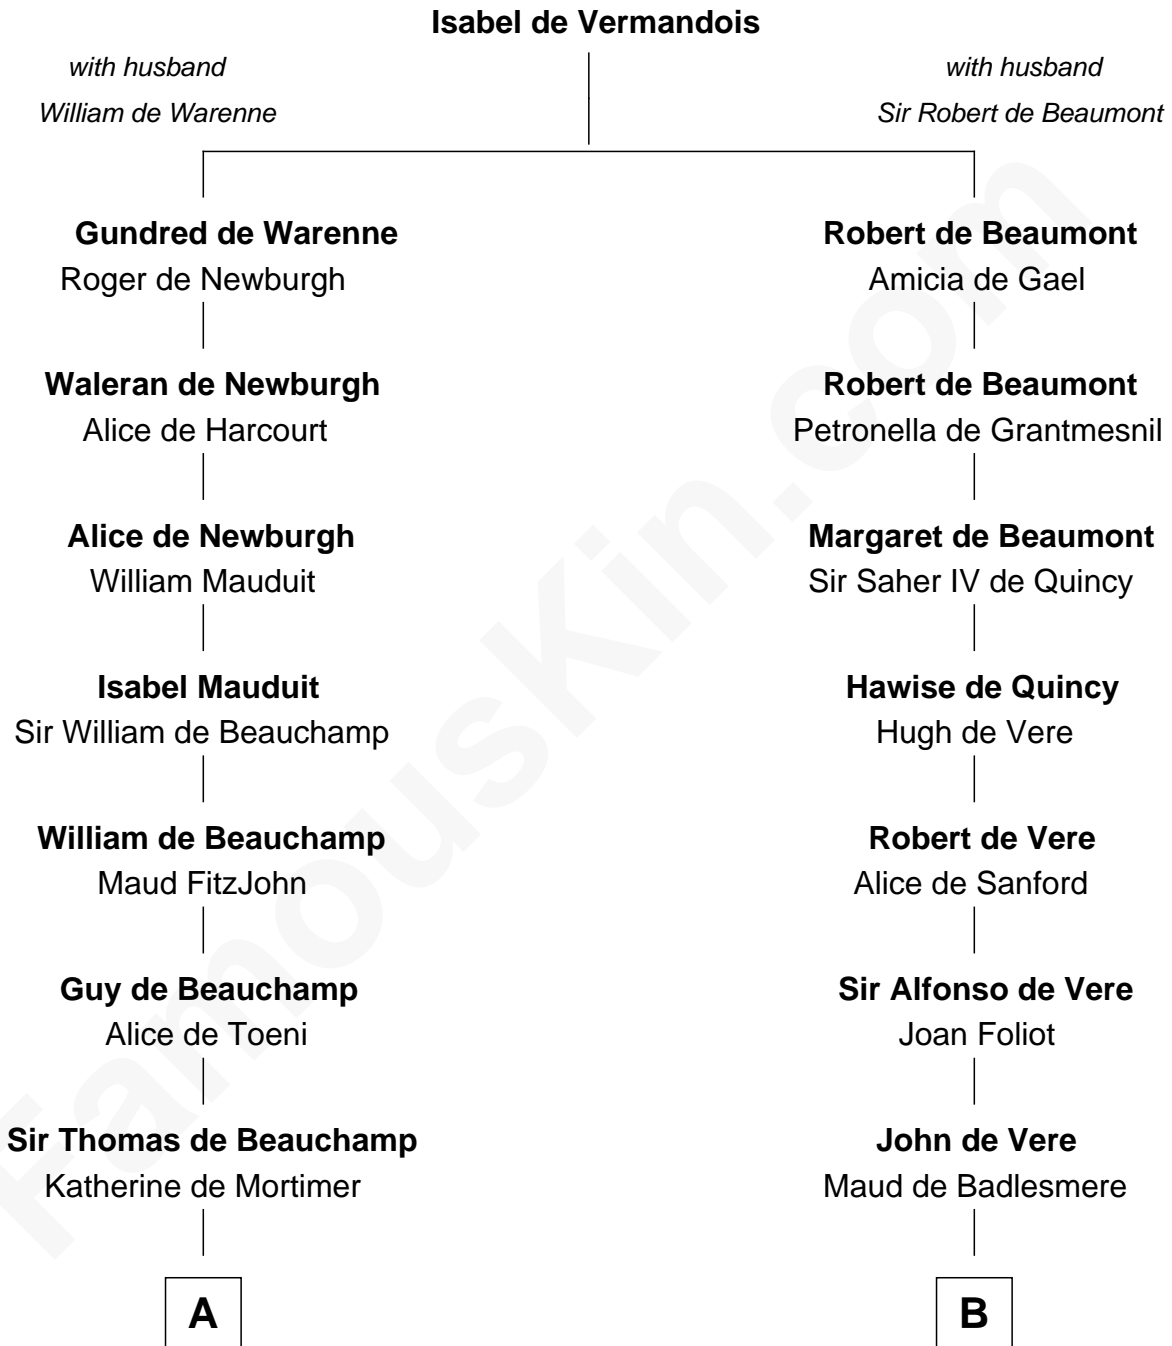 Isabel de Vermandois
with husband
William de Warenne
with husband
Sir Robert de Beaumont
Gundred de Warenne
Roger de Newburgh
Robert de Beaumont
Amicia de Gael
Waleran de Newburgh
Alice de Harcourt
Robert de Beaumont
Petronella de Grantmesnil
Alice de Newburgh
William Mauduit
Margaret de Beaumont
Sir Saher IV de Quincy
Isabel Mauduit
Sir William de Beauchamp
Hawise de Quincy
Hugh de Vere
William de Beauchamp
Maud FitzJohn
Robert de Vere
Alice de Sanford
Guy de Beauchamp
Alice de Toeni
Sir Alfonso de Vere
Joan Foliot
Sir Thomas de Beauchamp
Katherine de Mortimer
John de Vere
Maud de Badlesmere
A
B
FamousKin.com